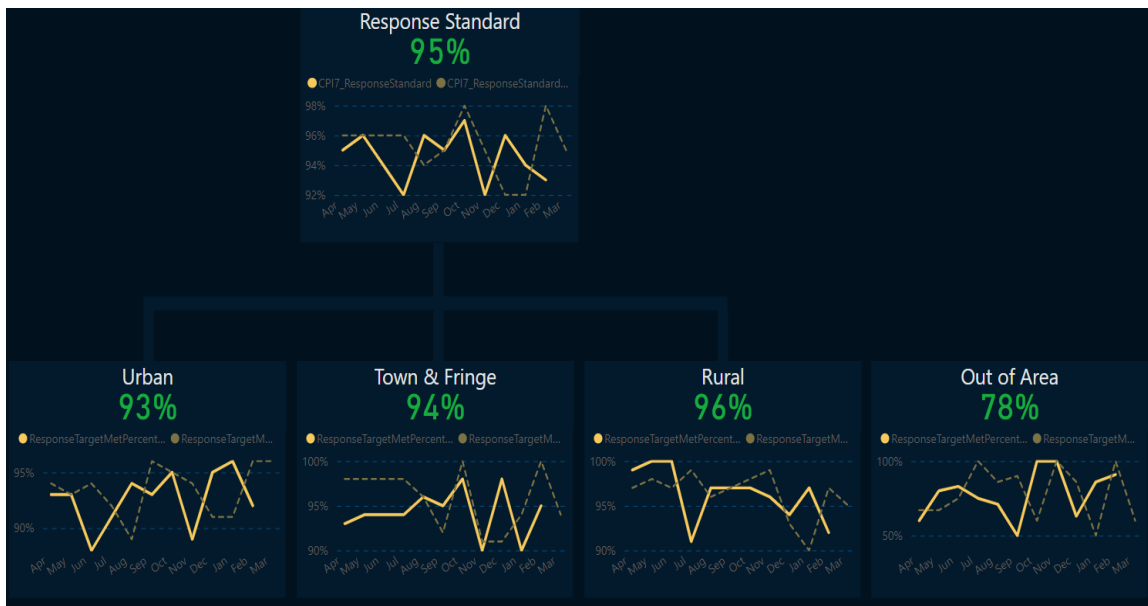 Response Standard
95%
CPI7_ResponseStandard CPI7_ResponseStandard...
98%
96%
94%
92%
Apr May Jun Jul Aug Sep Oct Nov Dec Jan Feb Mar
Urban
93%
ResponseTargetMetPercent... ResponseTargetM...
95%
90%
Apr May Jun Jul Aug Sep Oct Nov Dec Jan Feb Mar
Town & Fringe
94%
ResponseTargetMetPercent... ResponseTargetM...
100%
95%
90%
Apr May Jun Jul Aug Sep Oct Nov Dec Jan Feb Mar
Rural
96%
ResponseTargetMetPercent... ResponseTargetM...
100%
95%
90%
Apr May Jun Jul Aug Sep Oct Nov Dec Jan Feb Mar
Out of Area
78%
ResponseTargetMetPercent... ResponseTargetM...
100%
50%
Apr May Jun Jul Aug Sep Oct Nov Dec Jan Feb Mar